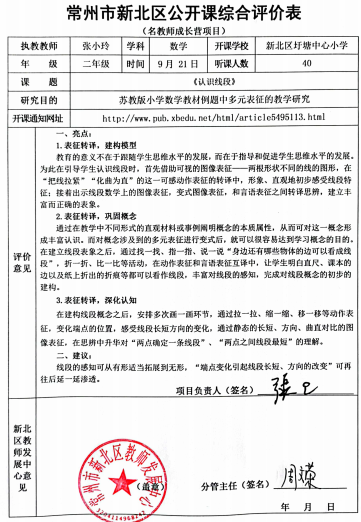 常州市新北区公开课综合评价表
（名教师成长营项目）
执教教师 张小玲 学科 数学 开课学校 新北区圩塘中心小学
年 级 二年级 时间 9 月 21 日 听课人数 40
课 题 《认识线段》
研究目的 苏教版小学数学教材例题中多元表征的教学研究
开课通知网址 http://www.pub.xbedu.net/html/article5495113.html
评价意见
一、亮点：
1.表征转译，建构模型
教育的意义不在于跟随学生思维水平的发展，而在于指导和促进学生思维水平的发展。
为此在引导学生认识线段时，首先借助可视的图像表征——两根形状不同的线的图形，在
“把线拉紧”“化曲为直”的这一可感动作表征的转译中，形象、直观地初步感受线段特
征；接着出示线段数学上的图像表征，变式图像表征，和言语表征之间转译思辨，建立丰
富而正确的表象。
2.表征转译，巩固概念
通过在教学中不同形式的直观材料或事例阐明概念的本质属性，从而可对这一概念形
成丰富认识。而对概念涉及到的多元表征进行变式后，就可以很容易达到学习概念的目的。
在建立线段表象之后，通过找一找、指一指、说一说“身边还有哪些物体的边可以看成线
段”，折一折、比一比等活动，在动作表征和言语表征互译中，让学生明白直尺、课本的
边以及纸上折出的折痕等都可以看作线段，丰富对线段的感知，完成对线段概念的初步的
建构。
3.表征转译，深化认知
在建构线段概念之后，安排多次画一画环节，通过拉一拉、缩一缩、移一移等动作表
征，变化端点的位置，感受线段长短方向的变化，通过静态的长短、方向、曲直对比的图
像表征，在思辨中升华对“两点确定一条线段”、“两点之间线段最短”的理解。
二、建议：
线段的感知可从有形适当拓展到无形，“端点变化引起线段长短、方向的改变”可再
往后延一延渗透。
项目负责人（签名）
新北区教师发展中心意见
常州市新北区教师发展中心
（盖章）
分管主任（签名）
年 月 日